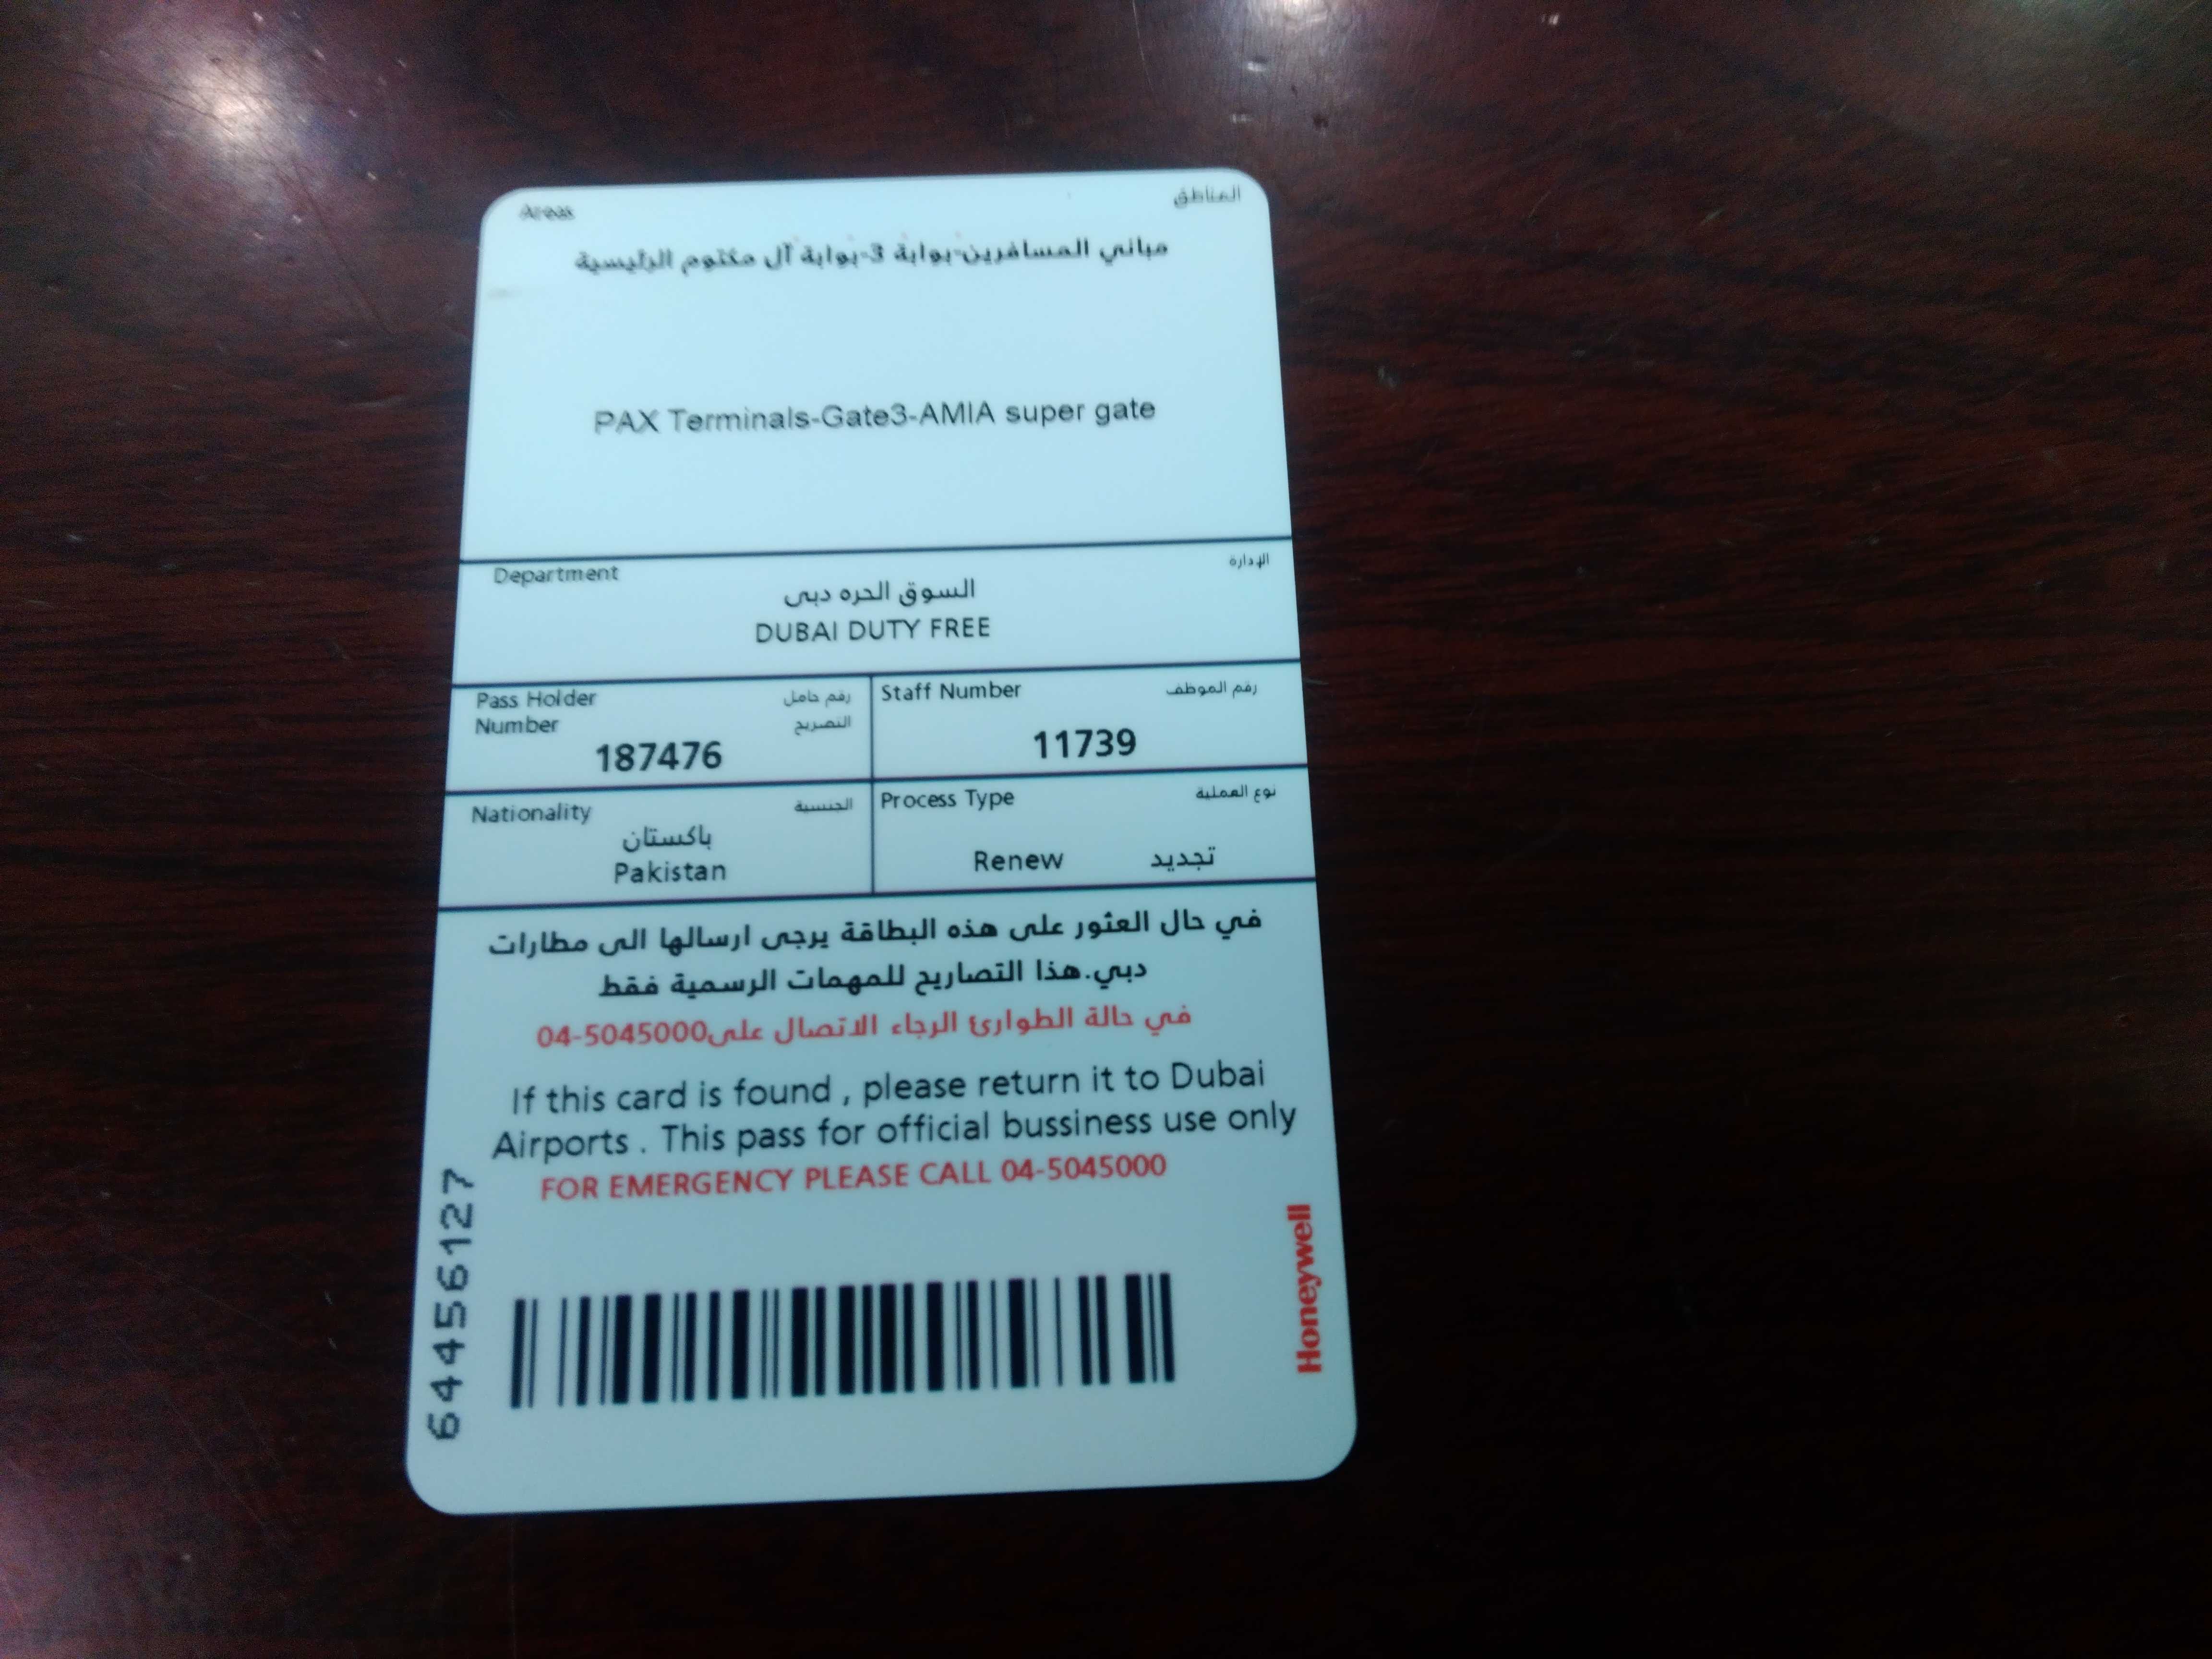 Areas المناطق
مباني المسافرين-بوابة 3-بوابة آل مكتوم الرئيسية
PAX Terminals-Gate3-AMIA super gate
Department الإدارة
السوق الحره دبى
DUBAI DUTY FREE
Pass Holder رقم حامل
Number التصريح
187476
Staff Number رقم الموظف
11739
Nationality الجنسية
باكستان
Pakistan
Process Type نوع العملية
Renew تجديد
في حال العثور على هذه البطاقة يرجى ارسالها الى مطارات
دبي.هذا التصاريح للمهمات الرسمية فقط
في حالة الطوارئ الرجاء الاتصال على04-5045000
If this card is found , please return it to Dubai
Airports . This pass for official bussiness use only
FOR EMERGENCY PLEASE CALL 04-5045000
64456127
Honeywell